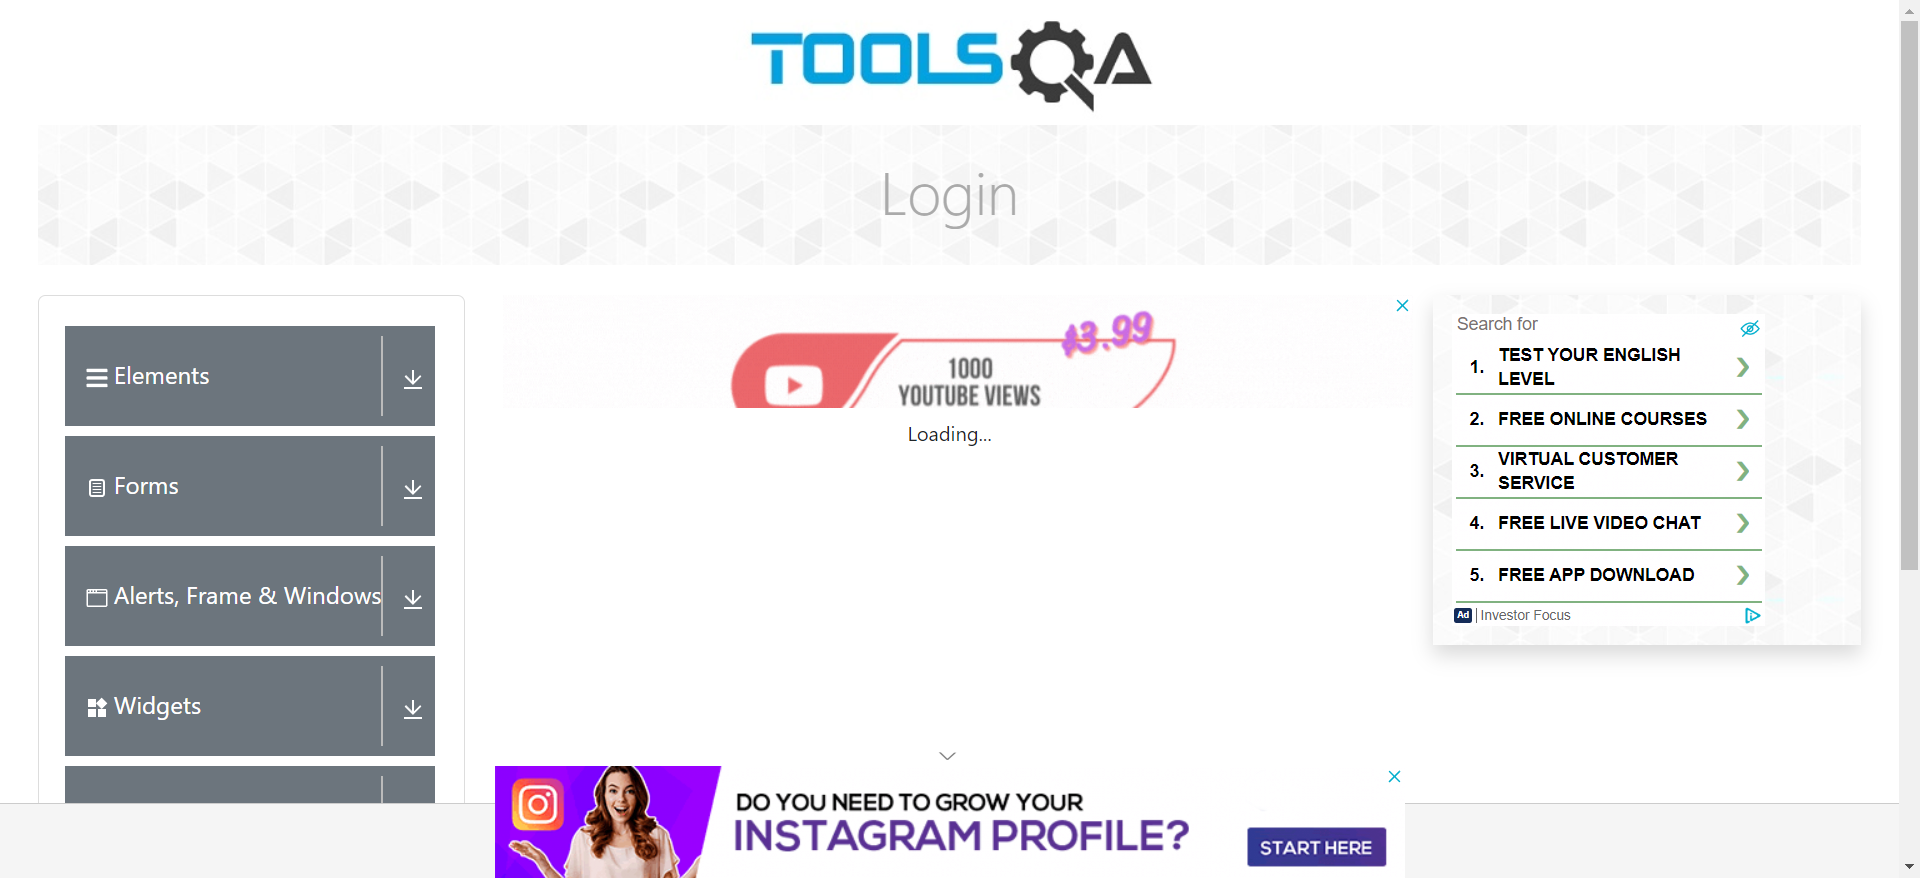 TOOLSQA
Login
Elements
Forms
Alerts, Frame & Windows
Widgets
$3.99
1000
YOUTUBE VIEWS
Loading...
Search for
1. TEST YOUR ENGLISH
LEVEL
2. FREE ONLINE COURSES
3. VIRTUAL CUSTOMER
SERVICE
4. FREE LIVE VIDEO CHAT
5. FREE APP DOWNLOAD
Ad | Investor Focus
DO YOU NEED TO GROW YOUR
INSTAGRAM PROFILE?
START HERE